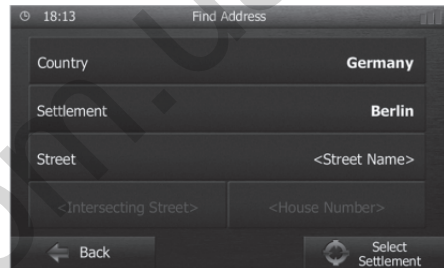 18:13 Find Address
Country Germany
Settlement Berlin
Street <Street Name>
<Intersecting Street> <House Number>
Back Select
Settlement